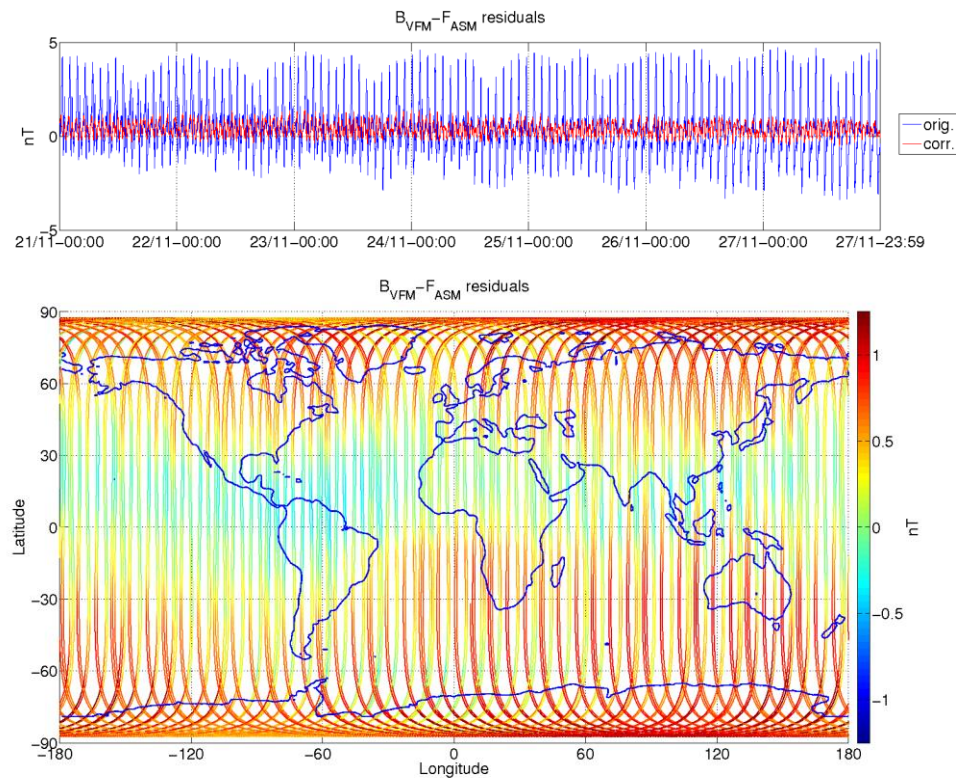 B_VFM−F_ASM residuals
5
0
−5
nT
orig.
corr.
21/11−00:00 22/11−00:00 23/11−00:00 24/11−00:00 25/11−00:00 26/11−00:00 27/11−00:00 27/11−23:59
B_VFM−F_ASM residuals
90
60
30
0
−30
−60
−90
Latitude
−180 −120 −60 0 60 120 180
Longitude
1
0.5
0
−0.5
−1
nT